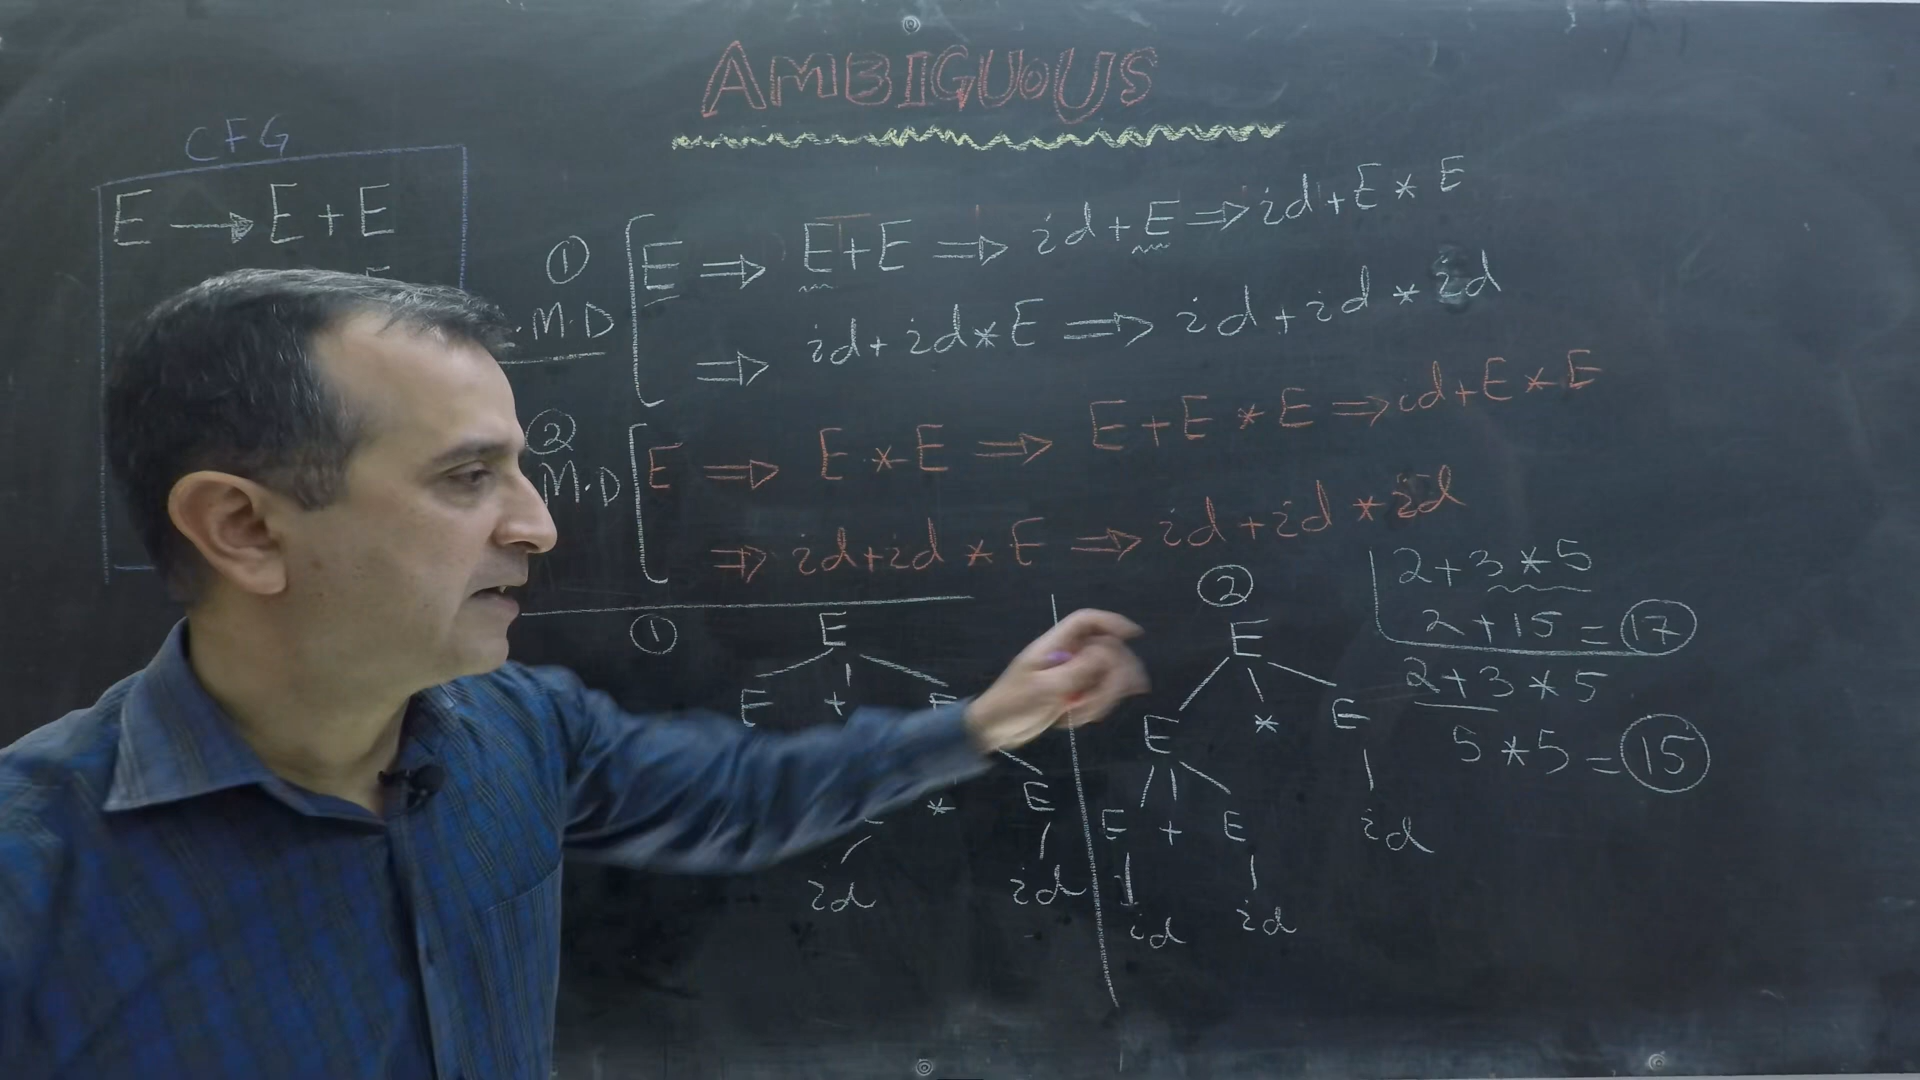 AMBIGUOUS
CFG
E → E + E
①
.M.D
E ⇒ E+E ⇒ id+E ⇒ id+E * E
⇒ id+id*E ⇒ id+id * id
②
M.D
E ⇒ E * E ⇒ E+E * E ⇒ id+E * E
⇒ id+id * E ⇒ id+id * id
①
E
E + E
* E
id id
②
E
E * E
E + E id
id id
2+3*5
2+15 = 17
2+3*5
5*5 = 15